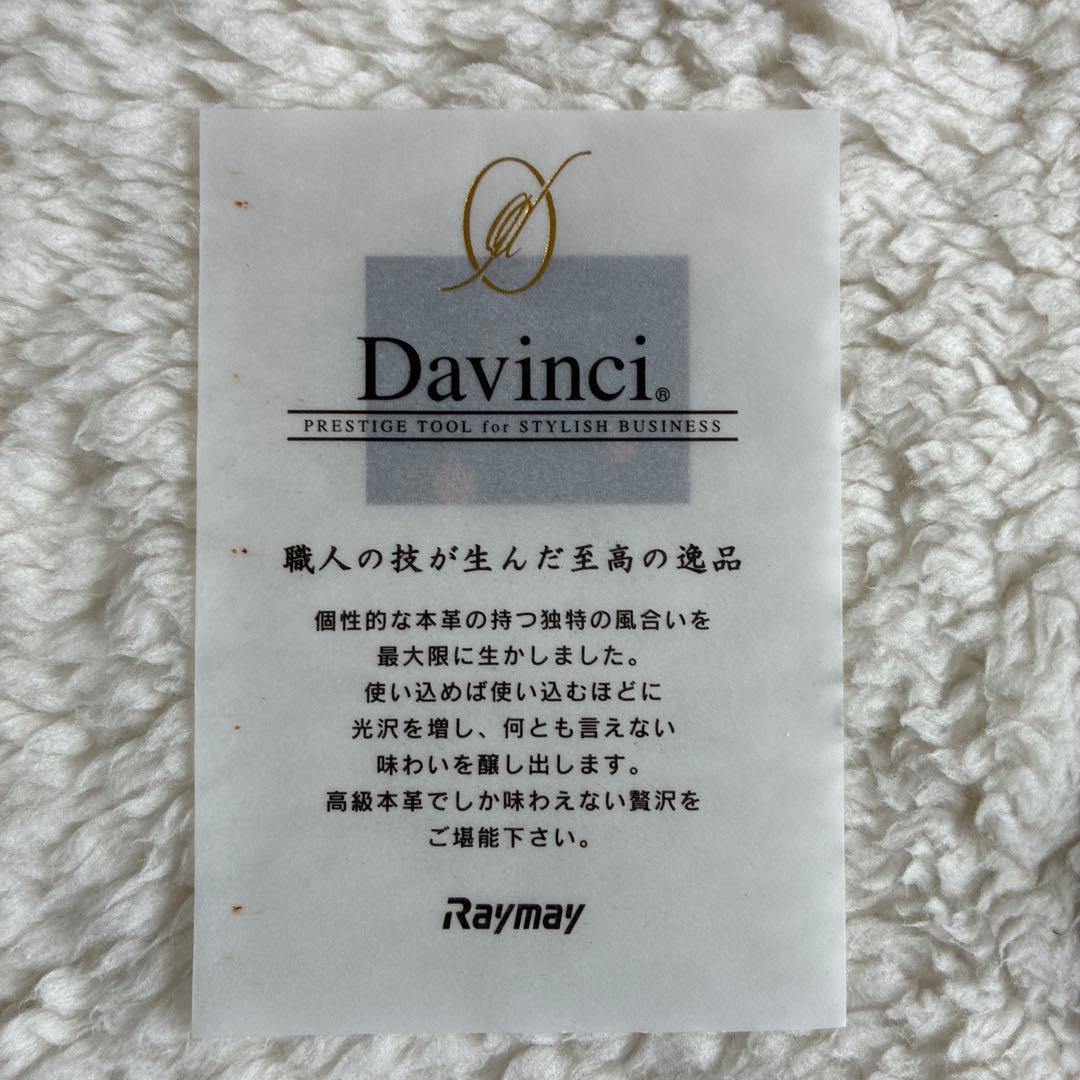 Davinci®
PRESTIGE TOOL for STYLISH BUSINESS
職人の技が生んだ至高の逸品
個性的な本革の持つ独特の風合いを
最大限に生かしました。
使い込めば使い込むほどに
光沢を増し、何とも言えない
味わいを醸し出します。
高級本革でしか味わえない贅沢を
ご堪能下さい。
Raymay